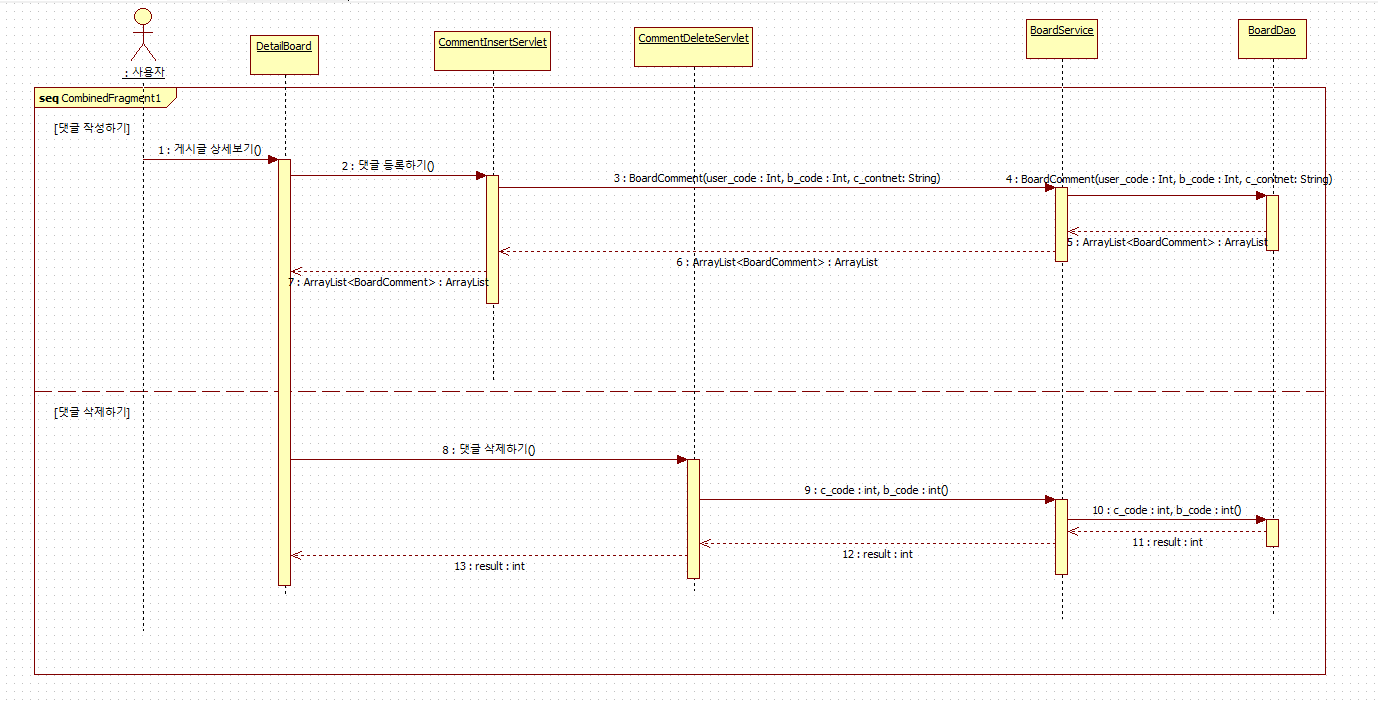 : 사용자
DetailBoard
CommentInsertServlet
CommentDeleteServlet
BoardService
BoardDao
seq CombinedFragment1
[댓글 작성하기]
1 : 게시글 상세보기()
2 : 댓글 등록하기()
3 : BoardComment(user_code : Int, b_code : Int, c_contnet: String)
4 : BoardComment(user_code : Int, b_code : Int, c_contnet: String)
5 : ArrayList<BoardComment> : ArrayList
6 : ArrayList<BoardComment> : ArrayList
7 : ArrayList<BoardComment> : ArrayList
[댓글 삭제하기]
8 : 댓글 삭제하기()
9 : c_code : int, b_code : int()
10 : c_code : int, b_code : int()
11 : result : int
12 : result : int
13 : result : int